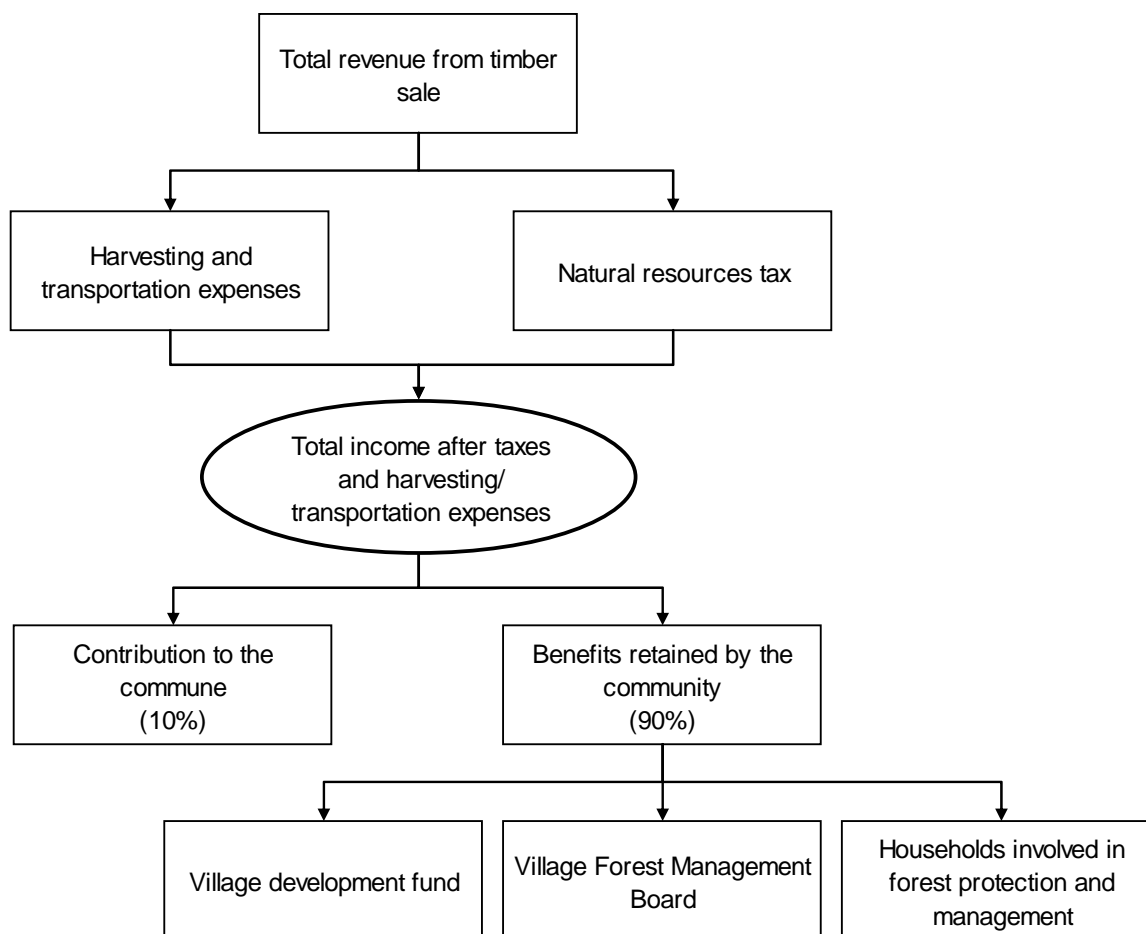 Total revenue from timber
sale
Harvesting and
transportation expenses
Natural resources tax
Total income after taxes
and harvesting/
transportation expenses
Contribution to the
commune
(10%)
Benefits retained by the
community
(90%)
Village development fund
Village Forest Management
Board
Households involved in
forest protection and
management